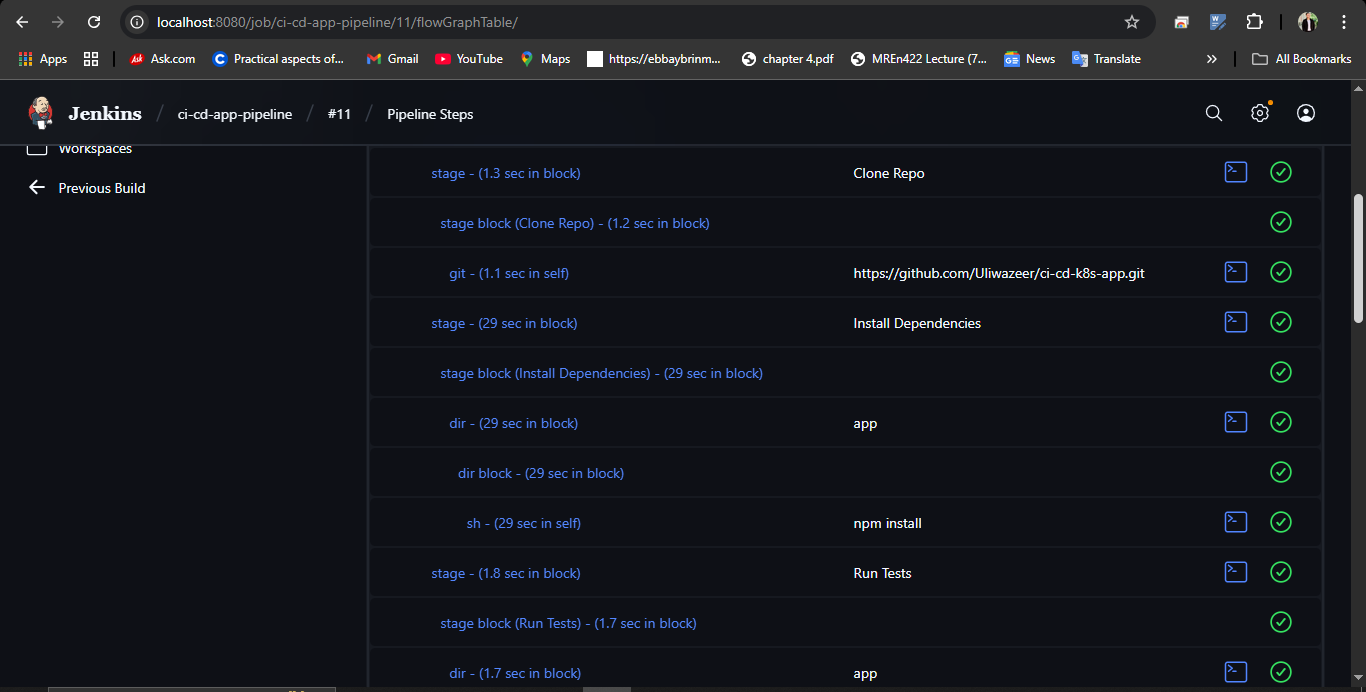 localhost:8080/job/ci-cd-app-pipeline/11/flowGraphTable/
Apps Ask.com Practical aspects of... Gmail YouTube Maps https://ebbaybrinm... chapter 4.pdf MREn422 Lecture (7... News Translate » All Bookmarks
Jenkins / ci-cd-app-pipeline / #11 / Pipeline Steps
Workspaces
Previous Build
stage - (1.3 sec in block) Clone Repo
stage block (Clone Repo) - (1.2 sec in block)
git - (1.1 sec in self) https://github.com/Uliwazeer/ci-cd-k8s-app.git
stage - (29 sec in block) Install Dependencies
stage block (Install Dependencies) - (29 sec in block)
dir - (29 sec in block) app
dir block - (29 sec in block)
sh - (29 sec in self) npm install
stage - (1.8 sec in block) Run Tests
stage block (Run Tests) - (1.7 sec in block)
dir - (1.7 sec in block) app